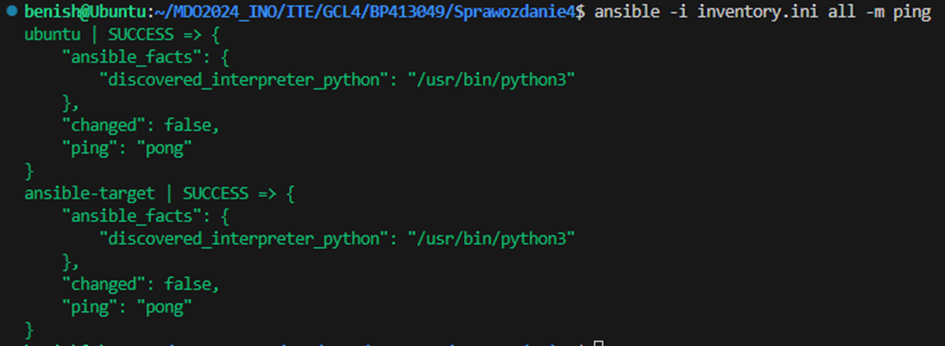 benish@Ubuntu:~/MDO2024_INO/ITE/GCL4/BP413049/Sprawozdanie4$ ansible -i inventory.ini all -m ping
ubuntu | SUCCESS => {
    "ansible_facts": {
        "discovered_interpreter_python": "/usr/bin/python3"
    },
    "changed": false,
    "ping": "pong"
}
ansible-target | SUCCESS => {
    "ansible_facts": {
        "discovered_interpreter_python": "/usr/bin/python3"
    },
    "changed": false,
    "ping": "pong"
}